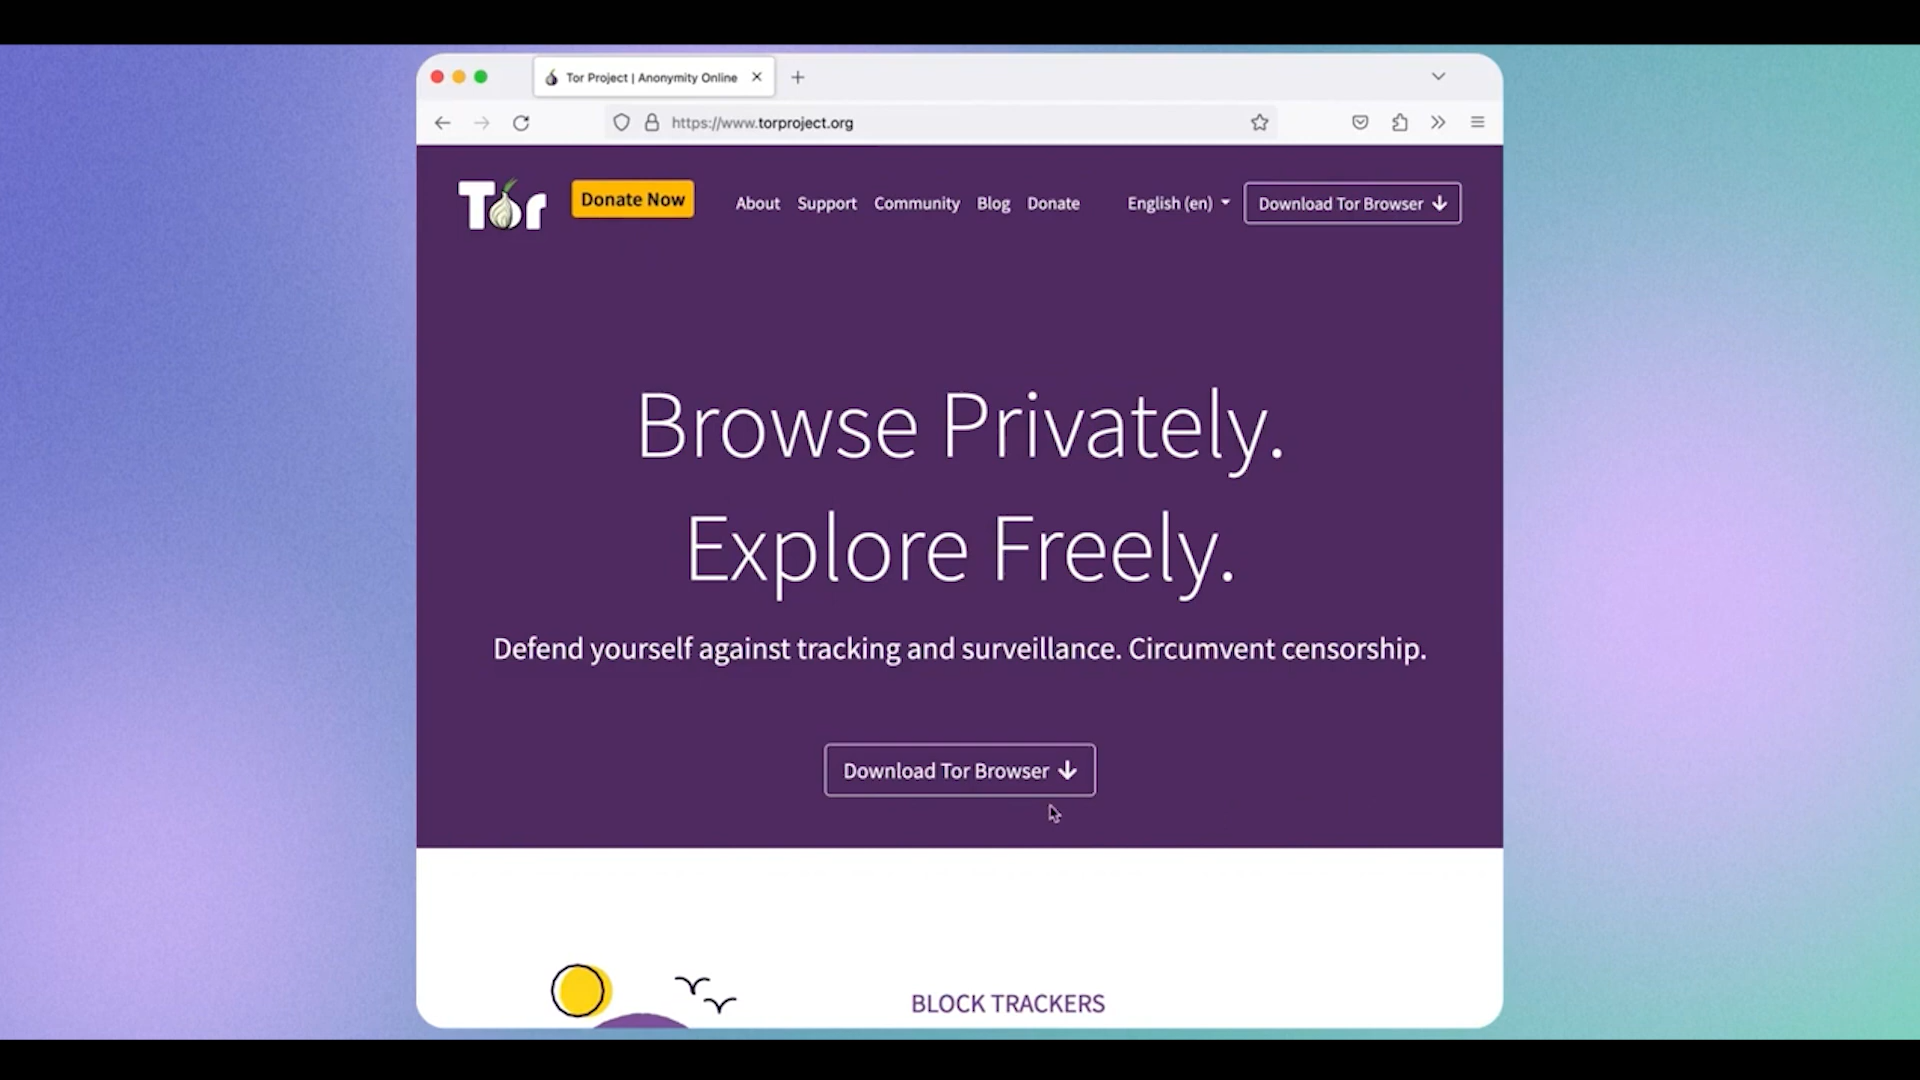 Tor Project | Anonymity Online
https://www.torproject.org
Tor
Donate Now
About Support Community Blog Donate
English (en)
Download Tor Browser
Browse Privately.
Explore Freely.
Defend yourself against tracking and surveillance. Circumvent censorship.
Download Tor Browser
BLOCK TRACKERS